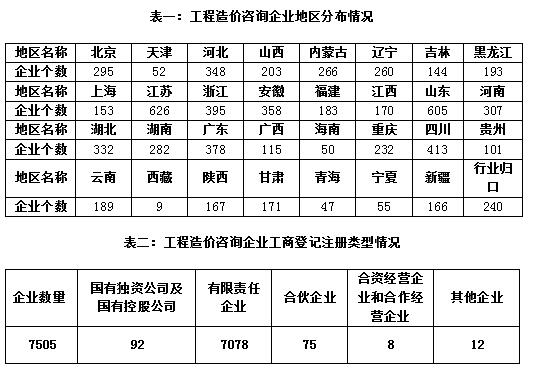 表一：工程造价咨询企业地区分布情况
地区名称 北京 天津 河北 山西 内蒙古 辽宁 吉林 黑龙江
企业个数 295 52 348 203 266 260 144 193
地区名称 上海 江苏 浙江 安徽 福建 江西 山东 河南
企业个数 153 626 395 358 183 170 605 307
地区名称 湖北 湖南 广东 广西 海南 重庆 四川 贵州
企业个数 332 282 378 115 50 232 413 101
地区名称 云南 西藏 陕西 甘肃 青海 宁夏 新疆 行业归
口
企业个数 189 9 167 171 47 55 166 240
表二：工程造价咨询企业工商登记注册类型情况
企业数量 国有独资公司及 有限责任 合伙企业 合资经营企 其他企业
国有控股公司 企业 业和合作经
营企业
7505 92 7078 75 8 12